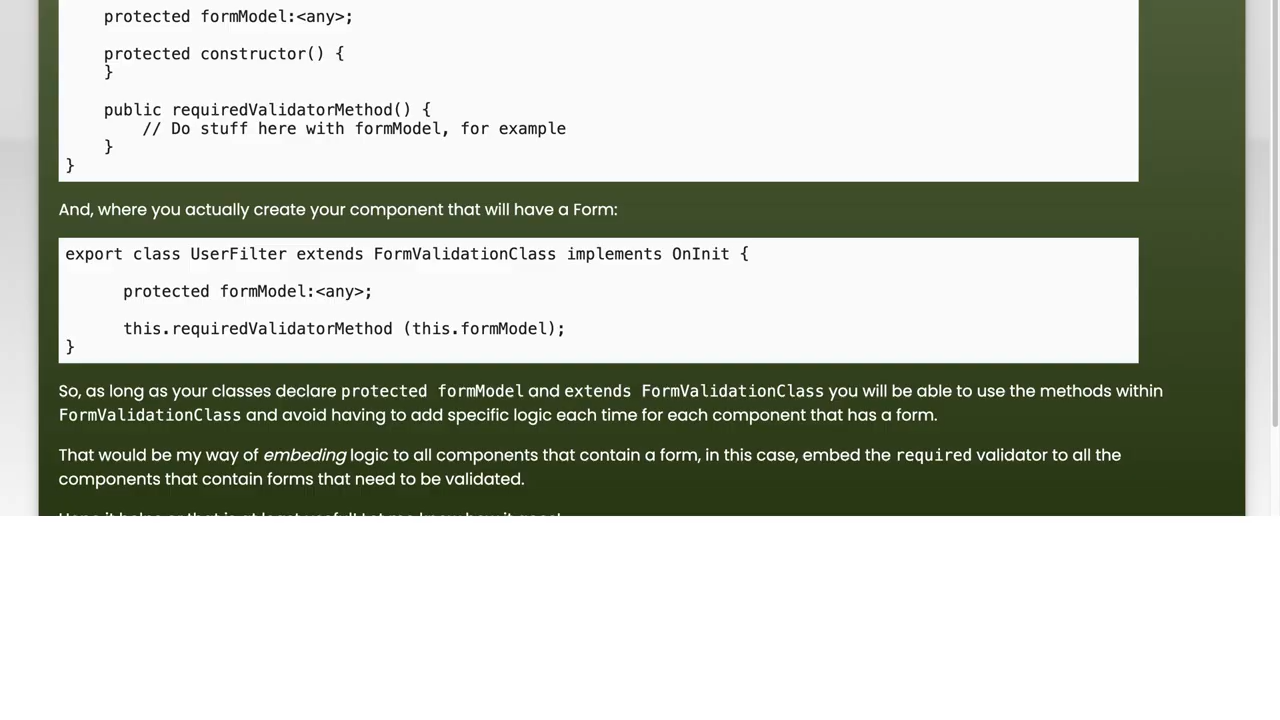 protected formModel:<any>;
protected constructor() {
}
public requiredValidatorMethod() {
// Do stuff here with formModel, for example
}
}
And, where you actually create your component that will have a Form:
export class UserFilter extends FormValidationClass implements OnInit {
protected formModel:<any>;
this.requiredValidatorMethod (this.formModel);
}
So, as long as your classes declare protected formModel and extends FormValidationClass you will be able to use the methods within
FormValidationClass and avoid having to add specific logic each time for each component that has a form.
That would be my way of embeding logic to all components that contain a form, in this case, embed the required validator to all the
components that contain forms that need to be validated.